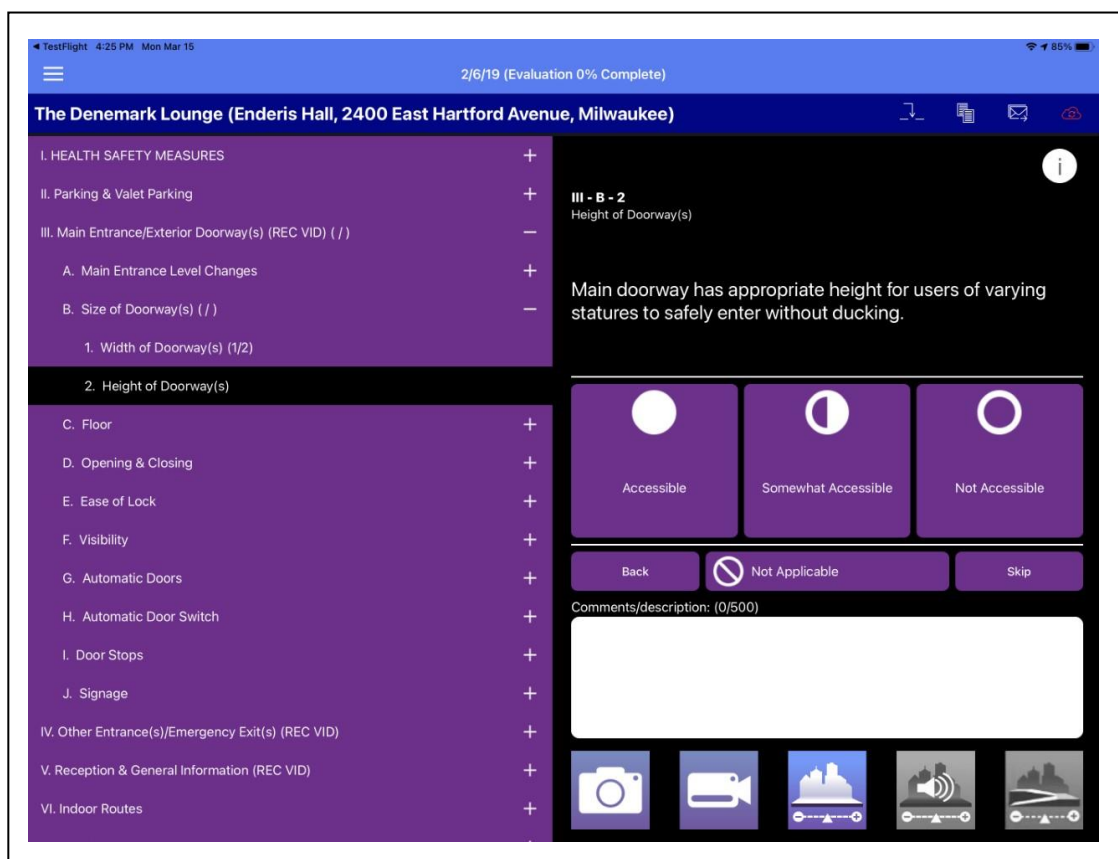 TestFlight 4:25 PM Mon Mar 15 85%
2/6/19 (Evaluation 0% Complete)
The Denemark Lounge (Enderis Hall, 2400 East Hartford Avenue, Milwaukee)
I. HEALTH SAFETY MEASURES
II. Parking & Valet Parking
III. Main Entrance/Exterior Doorway(s) (REC VID) ( / )
A. Main Entrance Level Changes
B. Size of Doorway(s) ( / )
1. Width of Doorway(s) (1/2)
2. Height of Doorway(s)
C. Floor
D. Opening & Closing
E. Ease of Lock
F. Visibility
G. Automatic Doors
H. Automatic Door Switch
I. Door Stops
J. Signage
IV. Other Entrance(s)/Emergency Exit(s) (REC VID)
V. Reception & General Information (REC VID)
VI. Indoor Routes
i
III - B - 2
Height of Doorway(s)
Main doorway has appropriate height for users of varying
statures to safely enter without ducking.
Accessible Somewhat Accessible Not Accessible
Back Not Applicable Skip
Comments/description: (0/500)